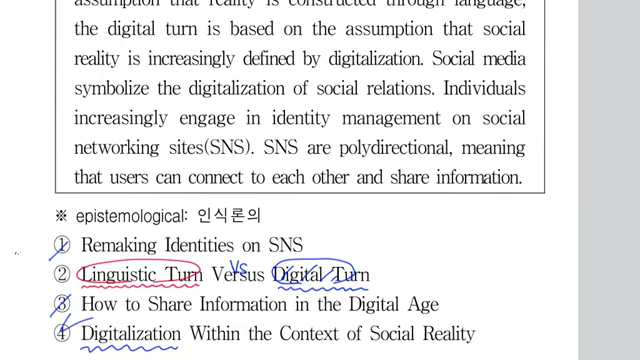 assumption that reality is constructed through language,
the digital turn is based on the assumption that social
reality is increasingly defined by digitalization. Social media
symbolize the digitalization of social relations. Individuals
increasingly engage in identity management on social
networking sites(SNS). SNS are polydirectional, meaning
that users can connect to each other and share information.
※ epistemological: 인식론의
① Remaking Identities on SNS
vs
② Linguistic Turn Versus Digital Turn
③ How to Share Information in the Digital Age
④ Digitalization Within the Context of Social Reality